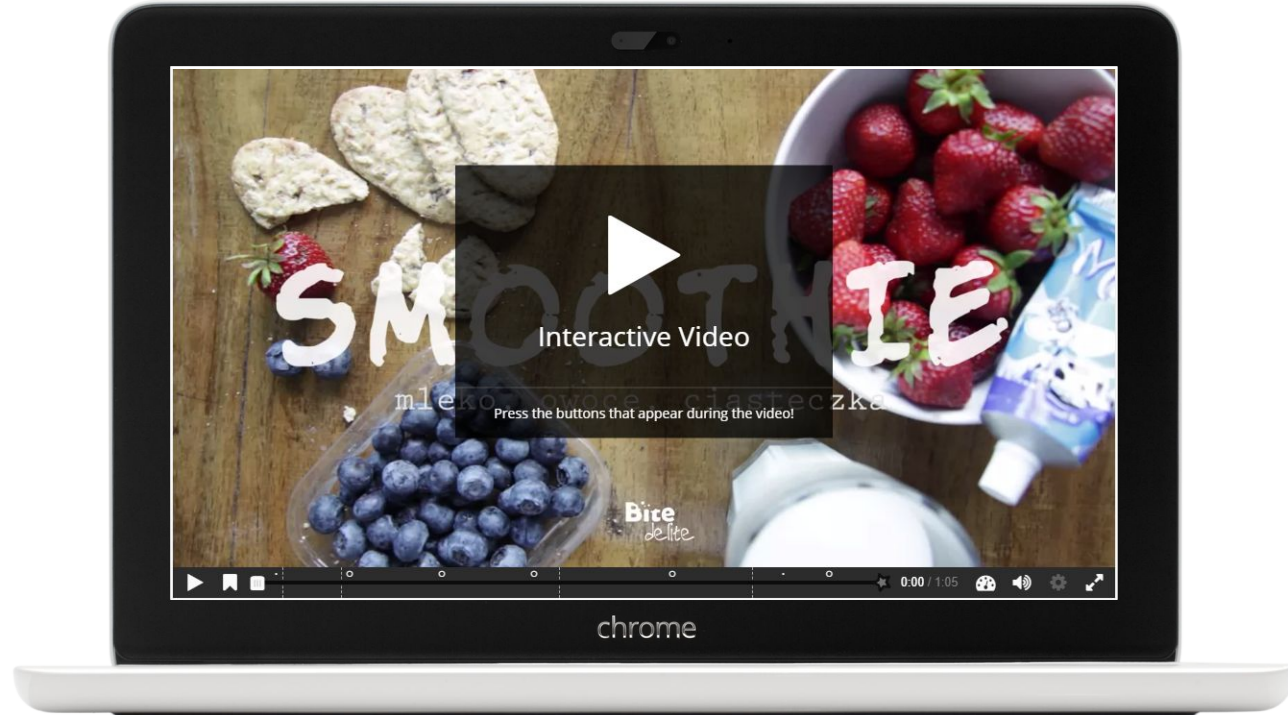 SMOOTHIE
Interactive Video
mleko, owoce, ciasteczka
Press the buttons that appear during the video!
Bite
delite
0:00 / 1:05
chrome